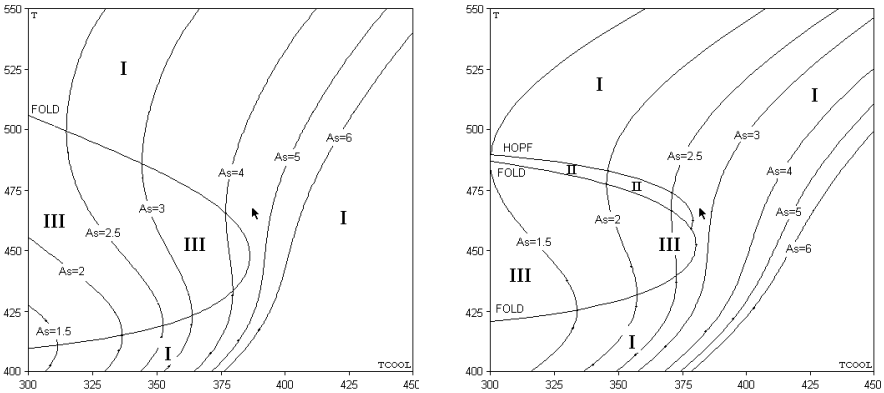 550
T
I
525
FOLD
500
As=6
As=5
As=4
475
As=3
III
I
III
As=2.5
450
As=2
425
As=1.5
I
400
TCOOL
300
325
350
375
400
425
450
550
T
I
I
525
500
As=3
HOPF
As=2.5
II
As=4
FOLD
475
II
As=2
As=5
As=1.5
III
450
As=6
III
FOLD
425
I
400
TCOOL
300
325
350
375
400
425
450